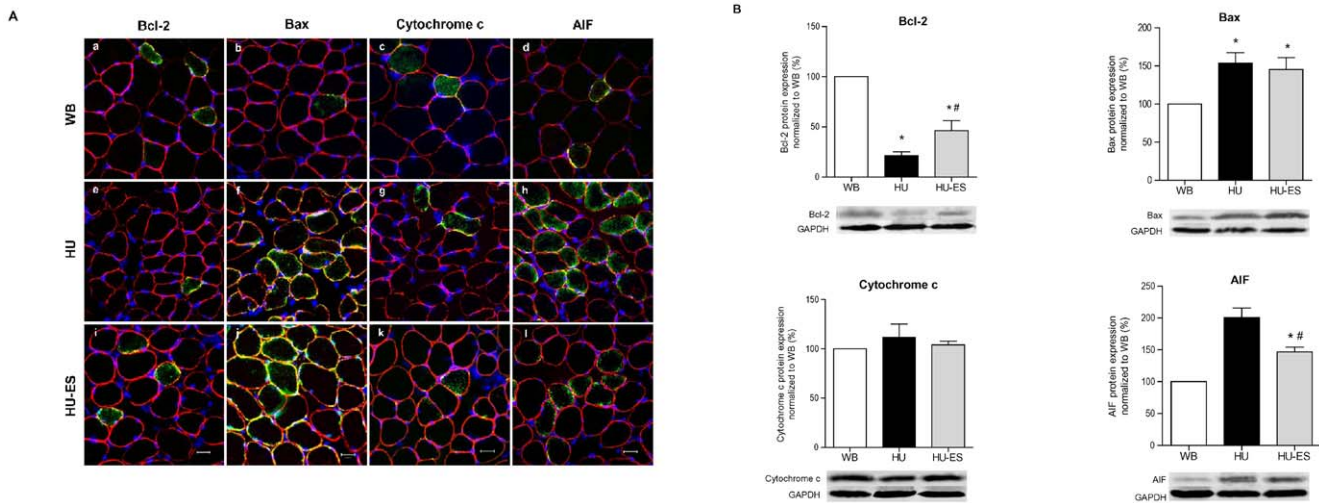 A
Bcl-2 Bax Cytochrome c AIF
WB
a b c d
HU
e f g h
HU-ES
i j k l
B
Bcl-2
Bcl-2 protein expression
normalized to WB (%)
150
100
50
0
WB HU HU-ES
*
* #
Bcl-2
GAPDH
Bax
Bax protein expression
normalized to WB (%)
200
150
100
50
0
WB HU HU-ES
* *
Bax
GAPDH
Cytochrome c
Cytochrome c protein expression
normalized to WB (%)
150
100
50
0
WB HU HU-ES
Cytochrome c
GAPDH
AIF
AIF protein expression
normalized to WB (%)
250
200
150
100
50
WB HU HU-ES
* #
AIF
GAPDH